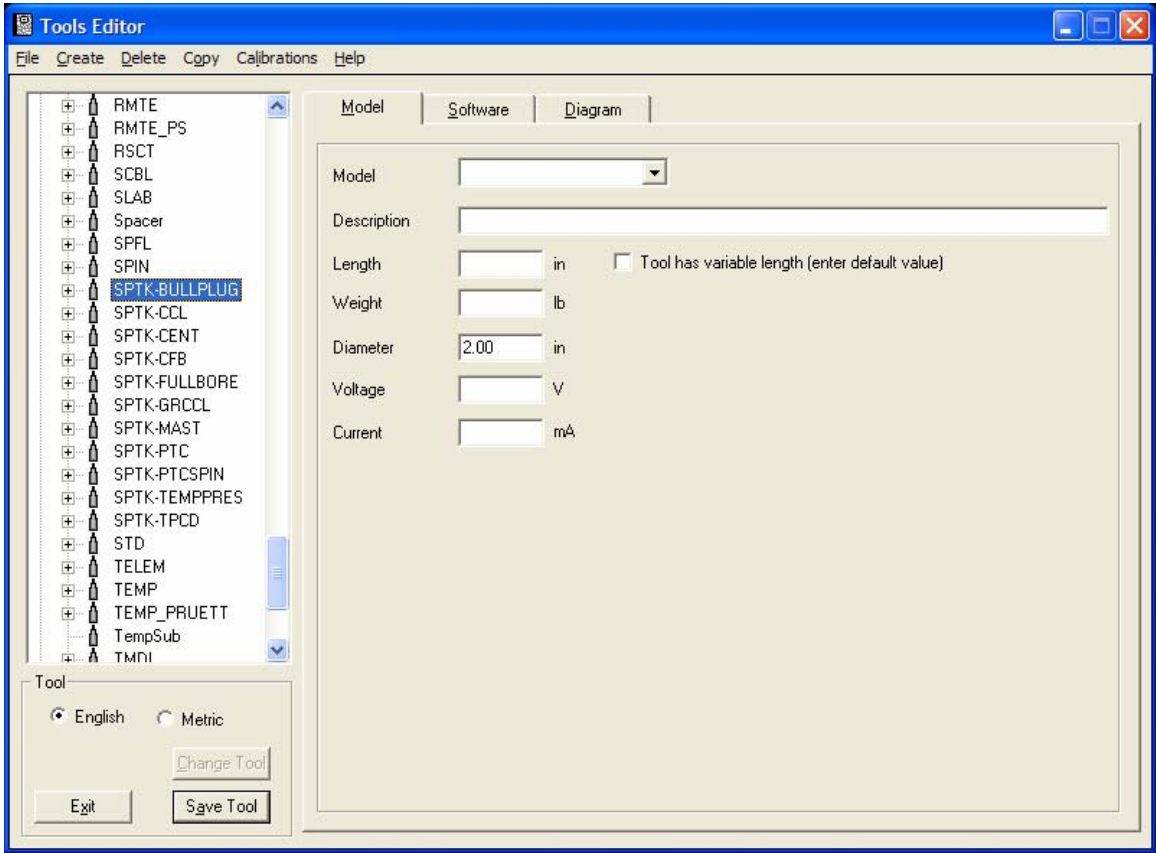 Tools Editor
File Create Delete Copy Calibrations Help
RMTE
RMTE_PS
RSCT
SCBL
SLAB
Spacer
SPFL
SPIN
SPTK-BULLPLUG
SPTK-CCL
SPTK-CENT
SPTK-CFB
SPTK-FULLBORE
SPTK-GRCCL
SPTK-MAST
SPTK-PTC
SPTK-PTCSPIN
SPTK-TEMPPRES
SPTK-TPCD
STD
TELEM
TEMP
TEMP_PRUETT
TempSub
Tool
English Metric
Change Tool
Exit Save Tool
Model Software Diagram
Model
Description
Length in Tool has variable length (enter default value)
Weight lb
Diameter 2.00 in
Voltage V
Current mA